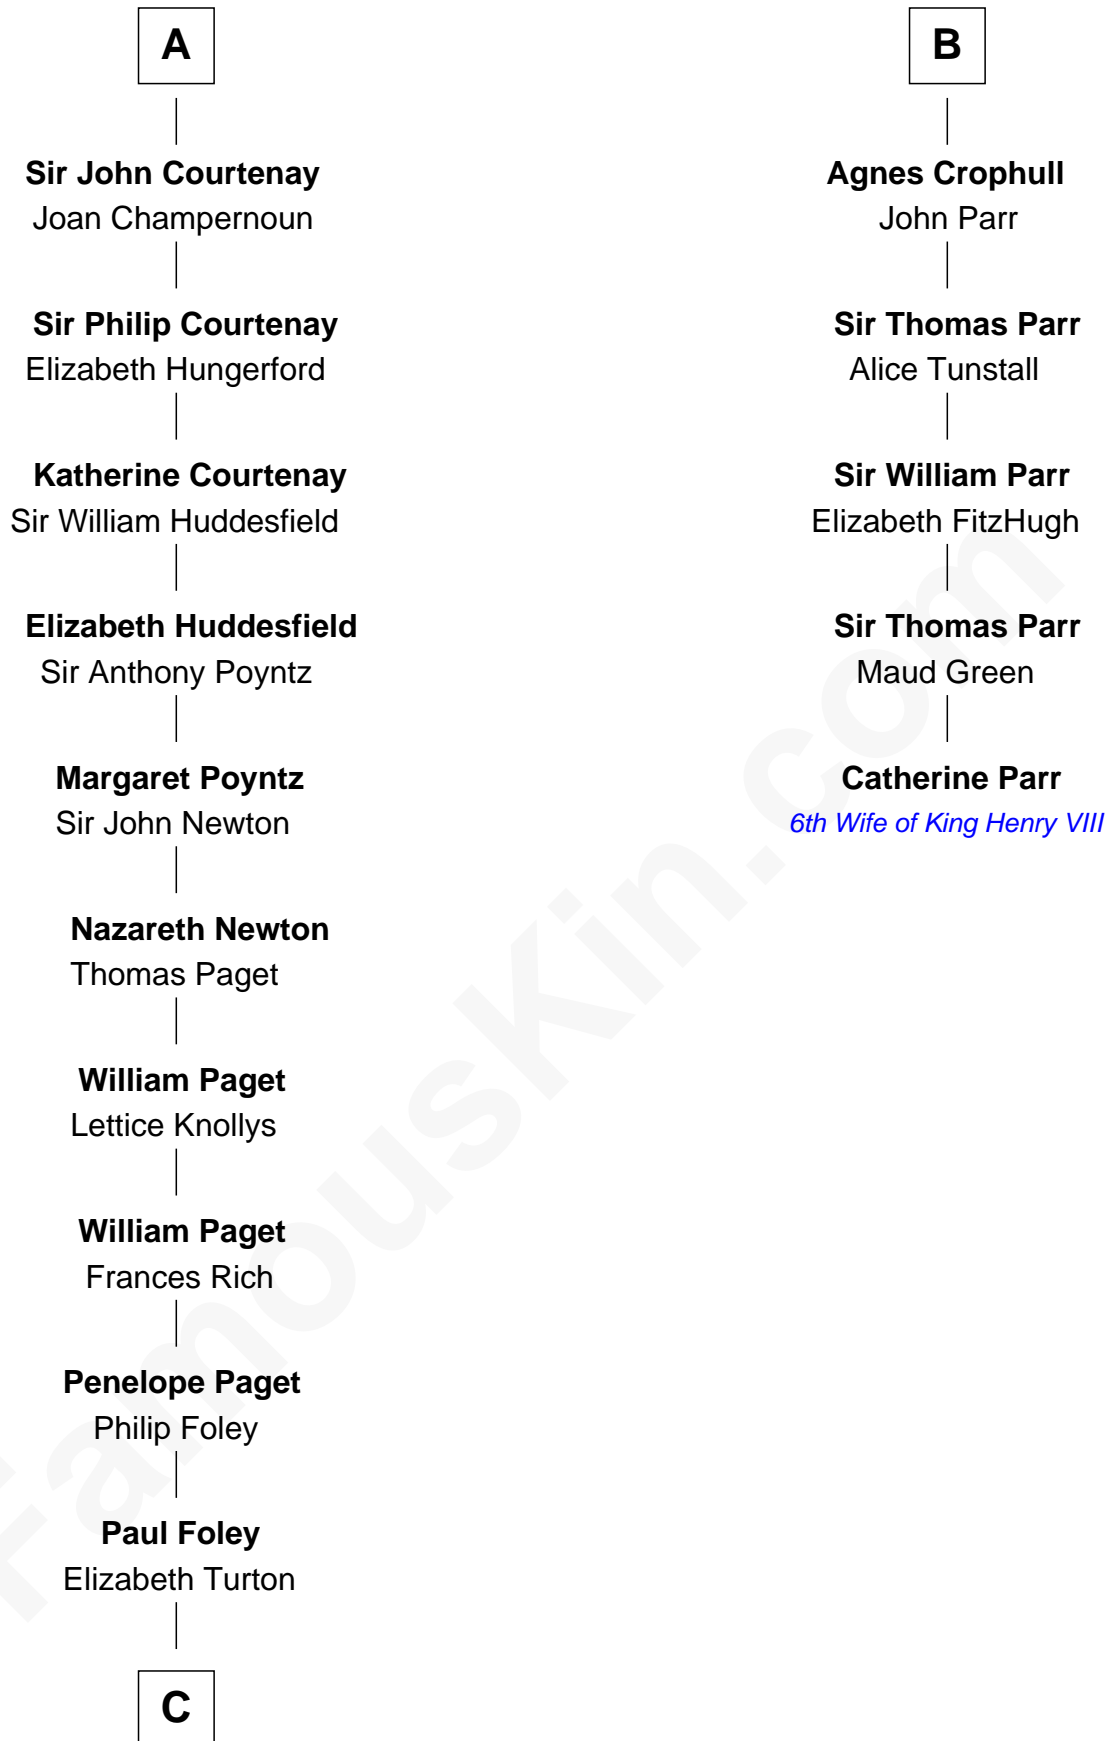 A
Sir John Courtenay
Joan Champernoun
Sir Philip Courtenay
Elizabeth Hungerford
Katherine Courtenay
Sir William Huddesfield
Elizabeth Huddesfield
Sir Anthony Poyntz
Margaret Poyntz
Sir John Newton
Nazareth Newton
Thomas Paget
William Paget
Lettice Knollys
William Paget
Frances Rich
Penelope Paget
Philip Foley
Paul Foley
Elizabeth Turton
C
B
Agnes Crophull
John Parr
Sir Thomas Parr
Alice Tunstall
Sir William Parr
Elizabeth FitzHugh
Sir Thomas Parr
Maud Green
Catherine Parr
6th Wife of King Henry VIII
FamousKin.com